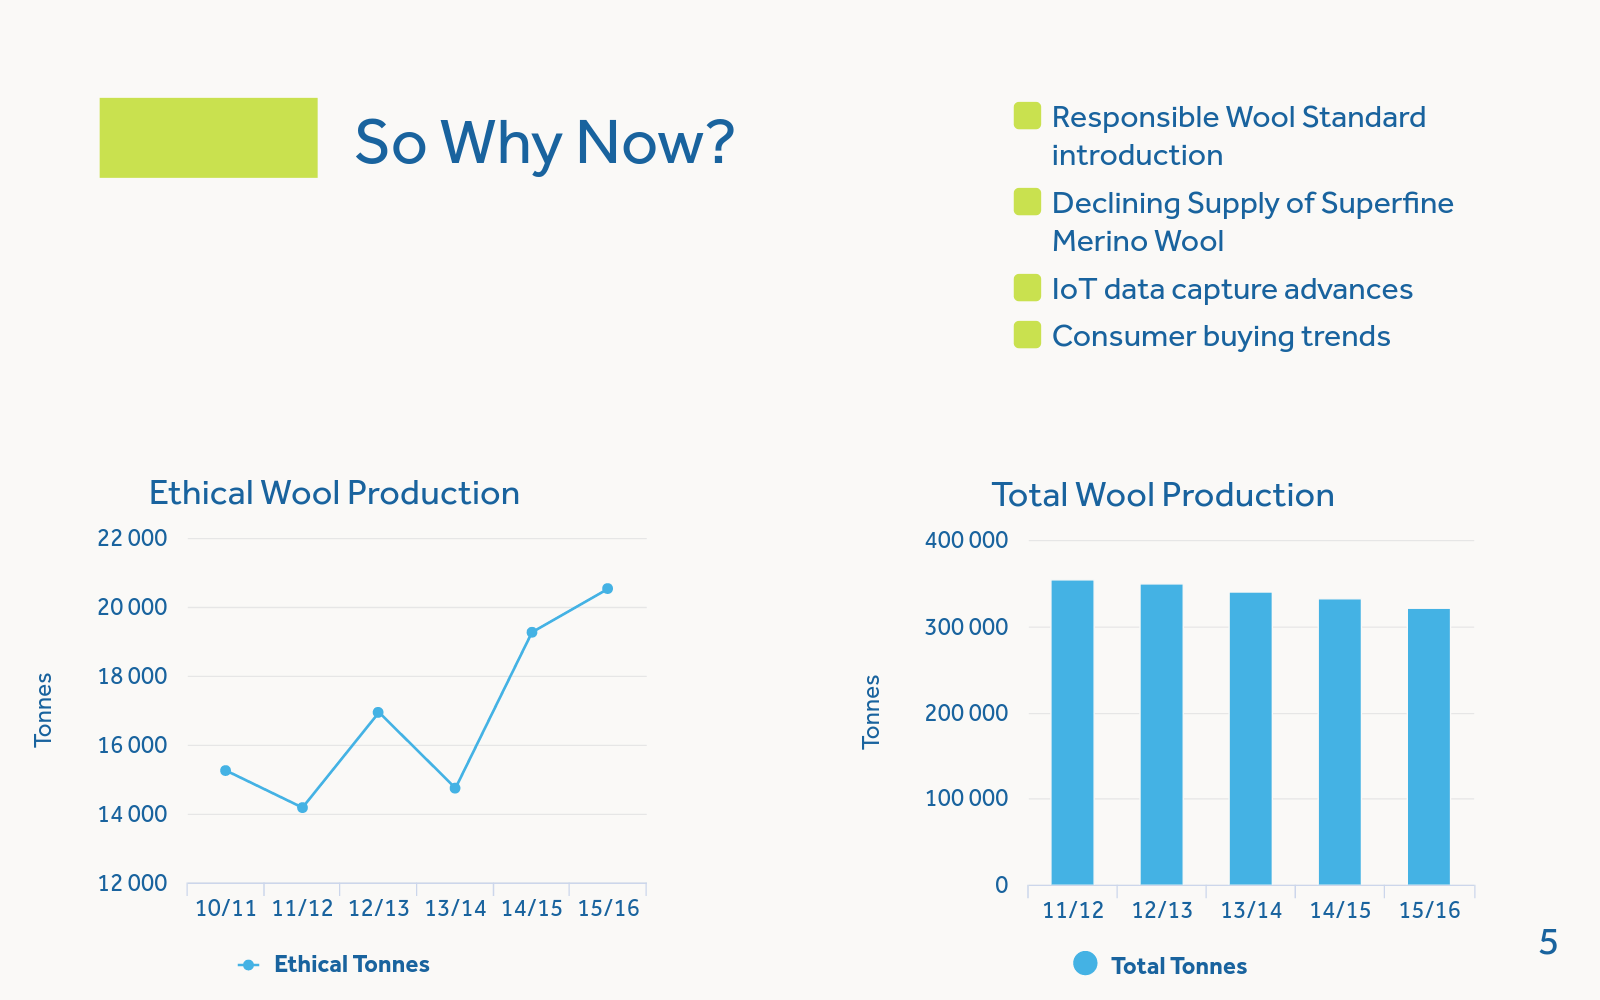 So Why Now?
Responsible Wool Standard
introduction
Declining Supply of Superfine
Merino Wool
IoT data capture advances
Consumer buying trends
Ethical Wool Production
22 000
20 000
18 000
16 000
14 000
12 000
Tonnes
10/11 11/12 12/13 13/14 14/15 15/16
Ethical Tonnes
Total Wool Production
400 000
300 000
200 000
100 000
0
Tonnes
11/12 12/13 13/14 14/15 15/16
Total Tonnes
5